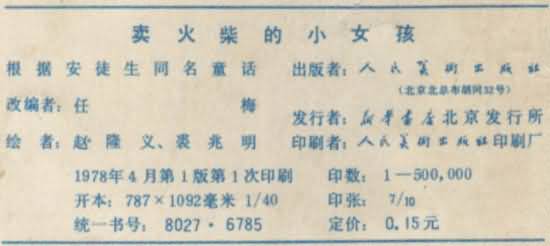 卖火柴的小女孩
根据安徒生同名童话
改编者：任梅
绘者：赵隆义、裘兆明
1978年4月第1版第1次印刷
开本：787×1092毫米 1/40
统一书号：8027·6785
出版者：人民美术出版社
（北京北总布胡同32号）
发行者：新华书店北京发行所
印刷者：人民美术出版社印刷厂
印数：1—500,000
印张：7/10
定价：0.15元